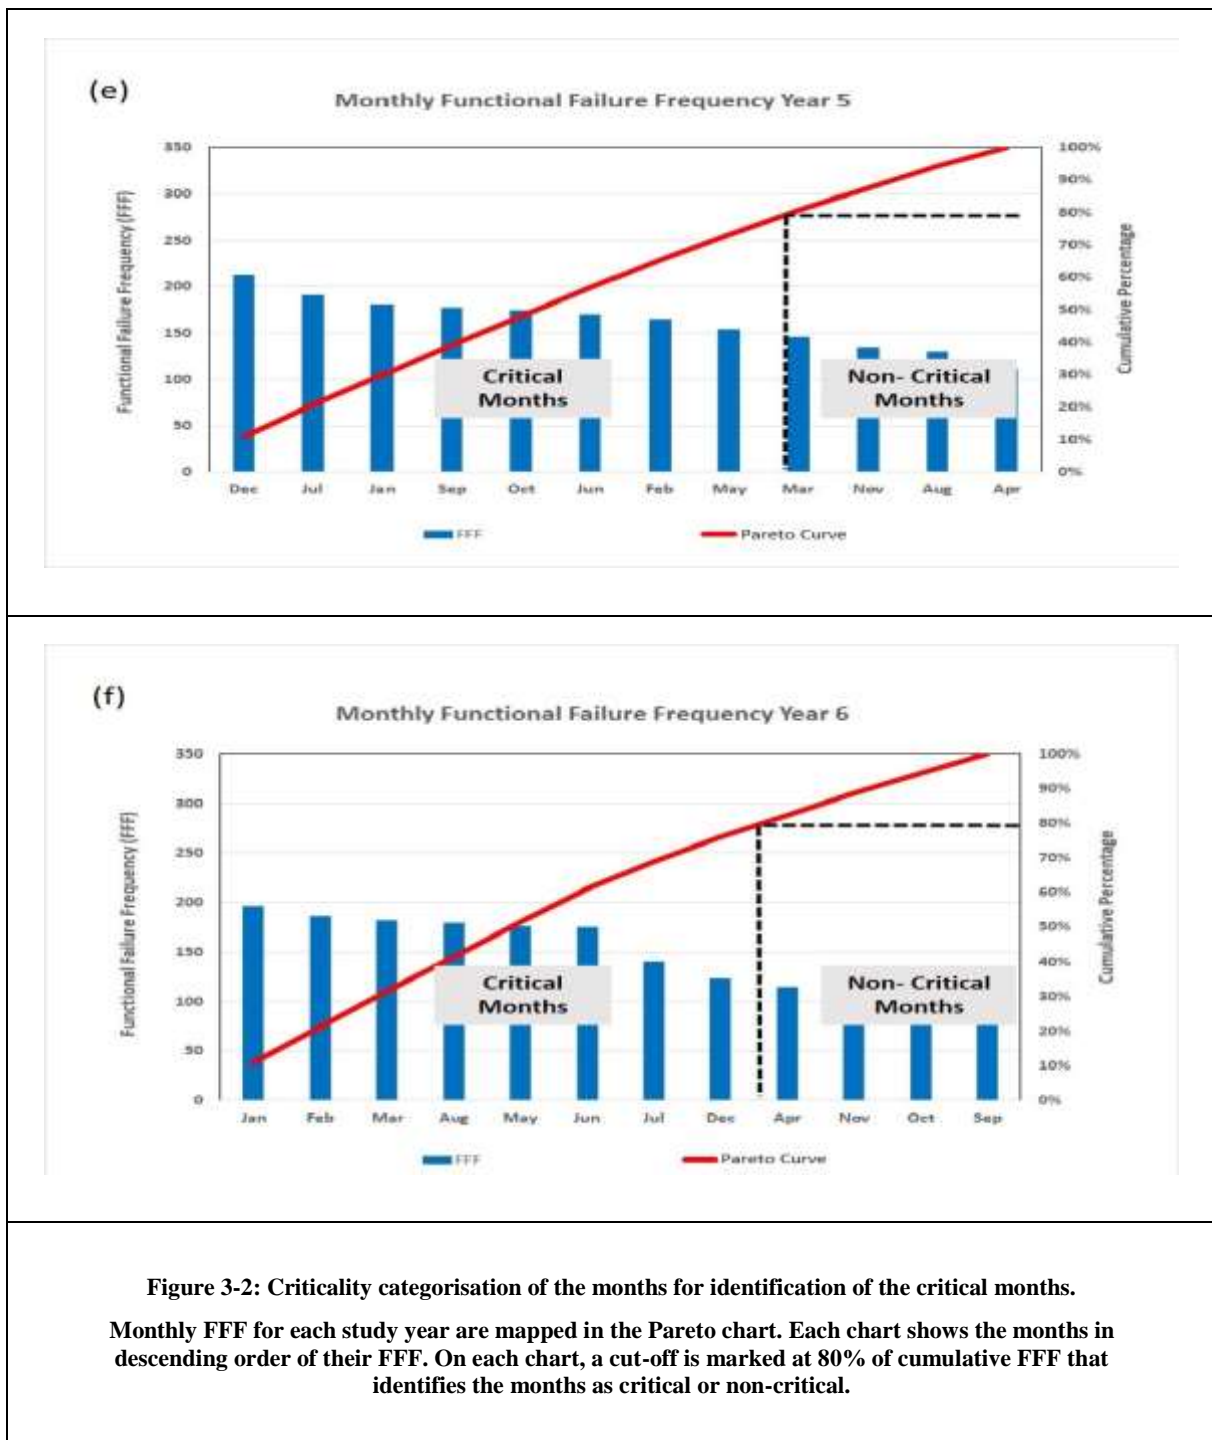 (e)
Monthly Functional Failure Frequency Year 5
Functional Failure Frequency (FFF)
350
300
250
200
150
100
50
0
100%
90%
80%
70%
60%
50%
40%
30%
20%
10%
0%
Cumulative Percentage
Critical
Months
Non- Critical
Months
Dec Jul Jan Sep Oct Jun Feb May Mar Nov Aug Apr
FFF Pareto Curve
(f)
Monthly Functional Failure Frequency Year 6
Functional Failure Frequency (FFF)
350
300
250
200
150
100
50
0
100%
90%
80%
70%
60%
50%
40%
30%
20%
10%
0%
Cumulative Percentage
Critical
Months
Non- Critical
Months
Jan Feb Mar Aug May Jun Jul Dec Apr Nov Oct Sep
FFF Pareto Curve
Figure 3-2: Criticality categorisation of the months for identification of the critical months.
Monthly FFF for each study year are mapped in the Pareto chart. Each chart shows the months in
descending order of their FFF. On each chart, a cut-off is marked at 80% of cumulative FFF that
identifies the months as critical or non-critical.